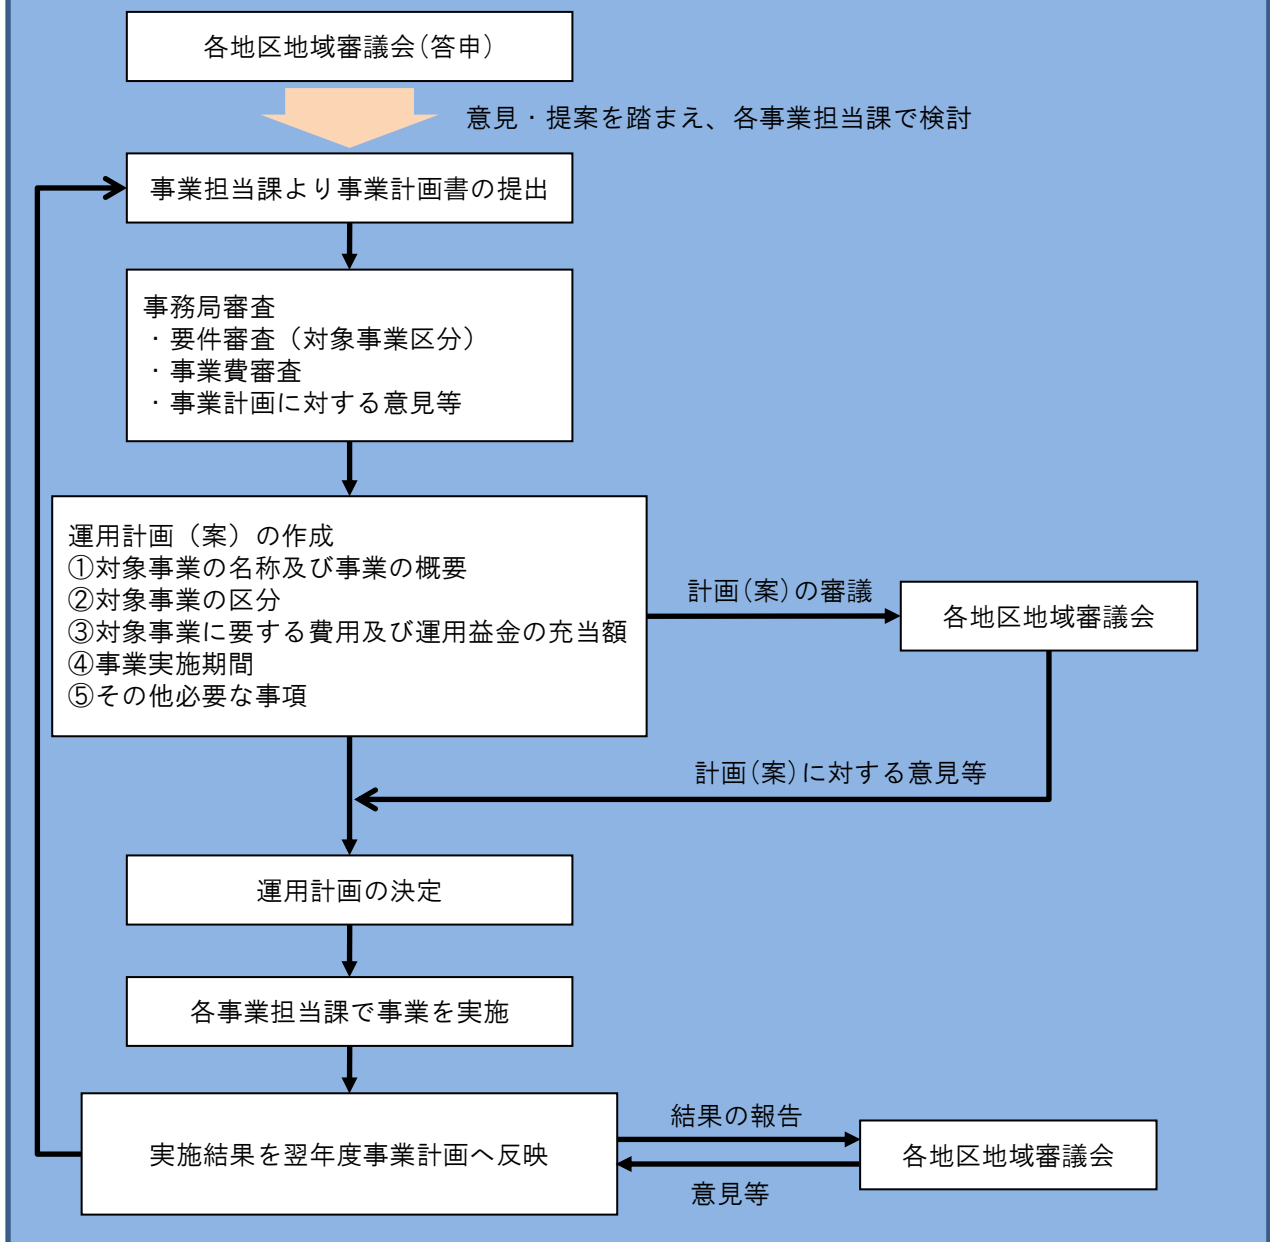 各地区地域審議会(答申)
意見・提案を踏まえ、各事業担当課で検討
事業担当課より事業計画書の提出
事務局審査
・要件審査（対象事業区分）
・事業費審査
・事業計画に対する意見等
運用計画（案）の作成
①対象事業の名称及び事業の概要
②対象事業の区分
③対象事業に要する費用及び運用益金の充当額
④事業実施期間
⑤その他必要な事項
計画(案)の審議
各地区地域審議会
計画(案)に対する意見等
運用計画の決定
各事業担当課で事業を実施
実施結果を翌年度事業計画へ反映
結果の報告
各地区地域審議会
意見等